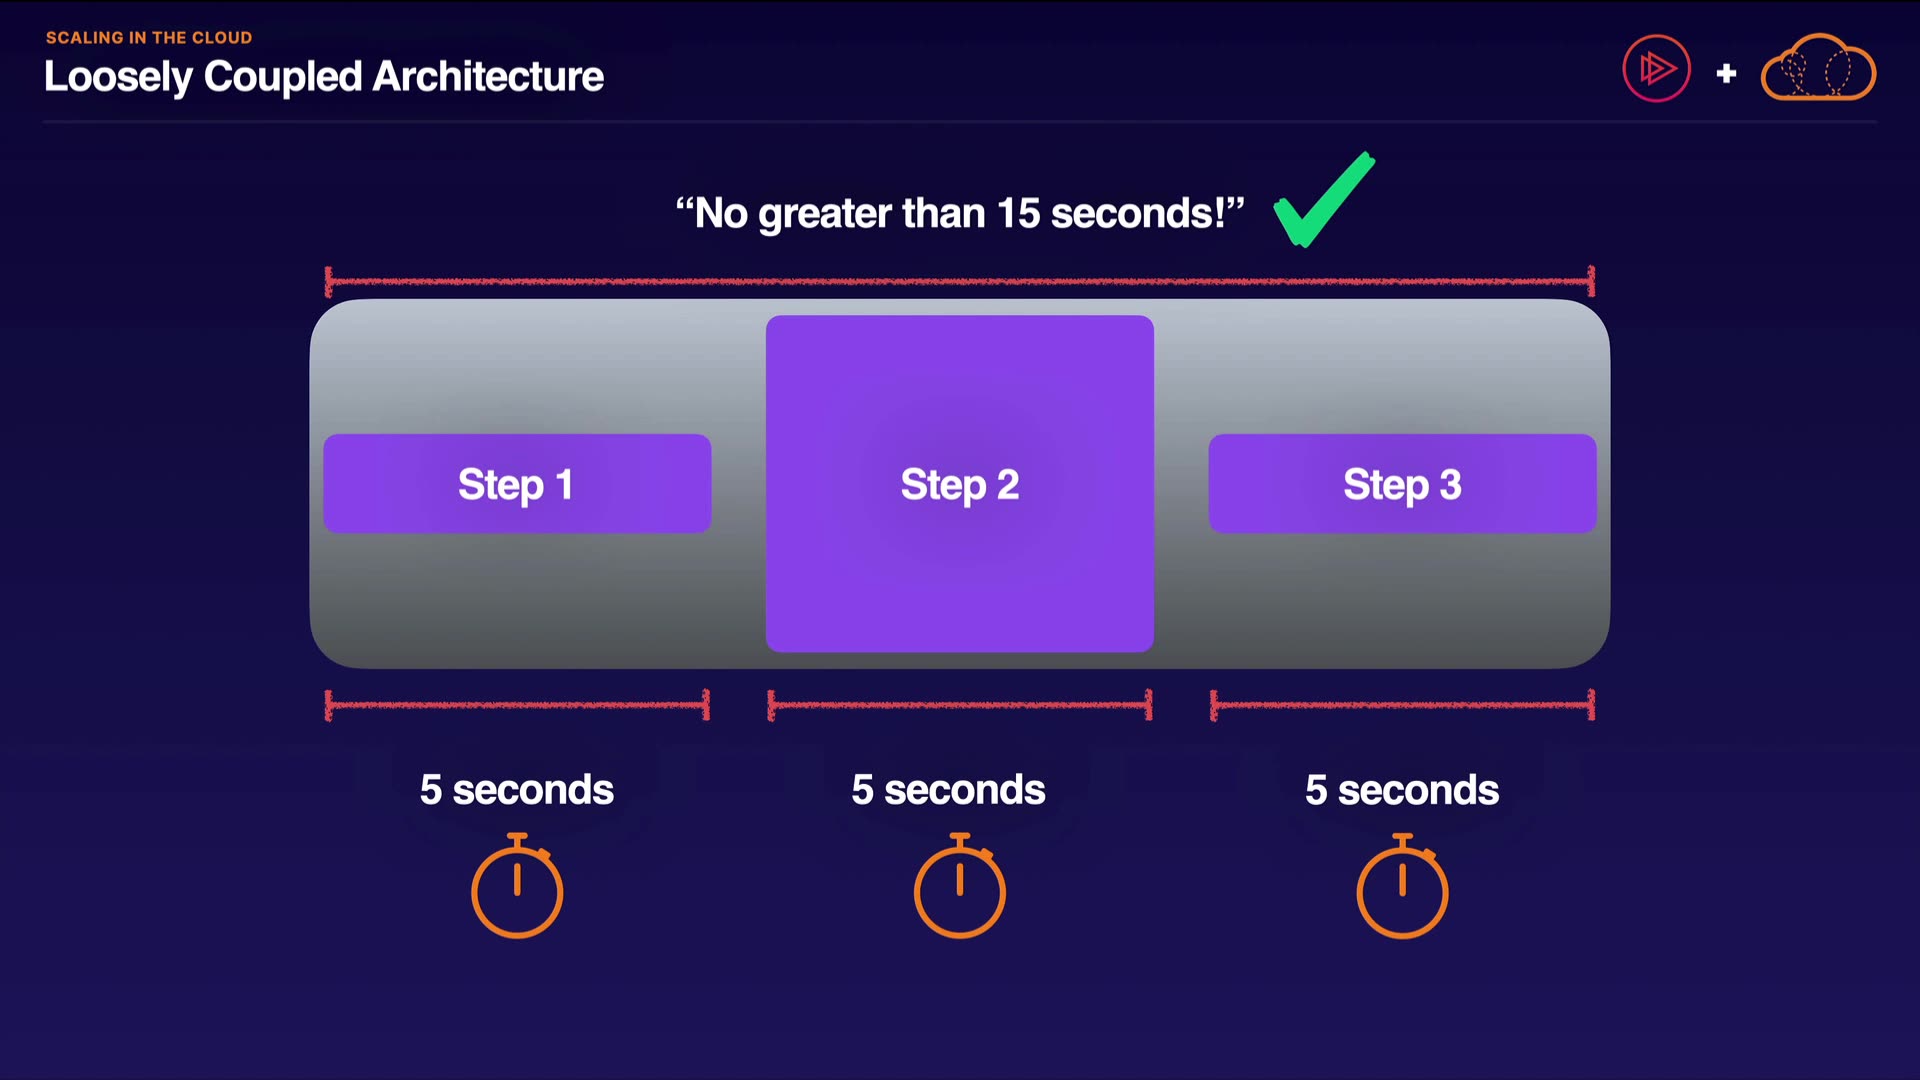 SCALING IN THE CLOUD
Loosely Coupled Architecture
“No greater than 15 seconds!”
Step 1
Step 2
Step 3
5 seconds
5 seconds
5 seconds